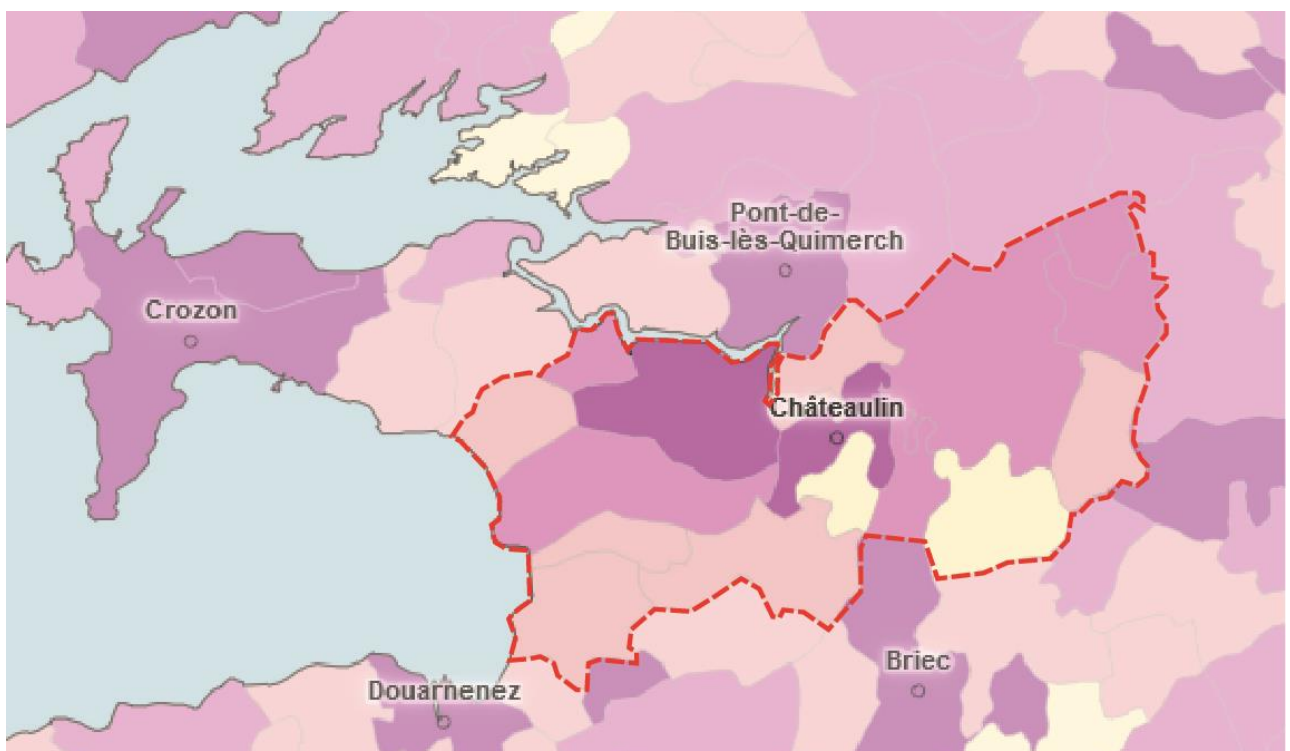 Pont-de-
Buis-lès-Quimerch
Crozon
Châteaulin
Briec
Douarnenez